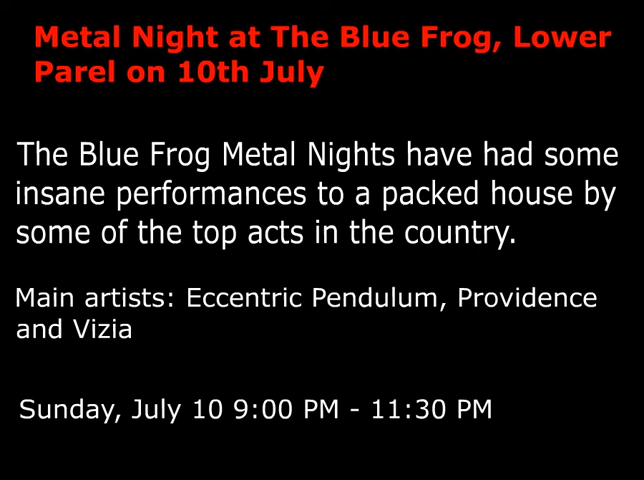 Metal Night at The Blue Frog, Lower
Parel on 10th July
The Blue Frog Metal Nights have had some
insane performances to a packed house by
some of the top acts in the country.
Main artists: Eccentric Pendulum, Providence
and Vizia
Sunday, July 10 9:00 PM - 11:30 PM